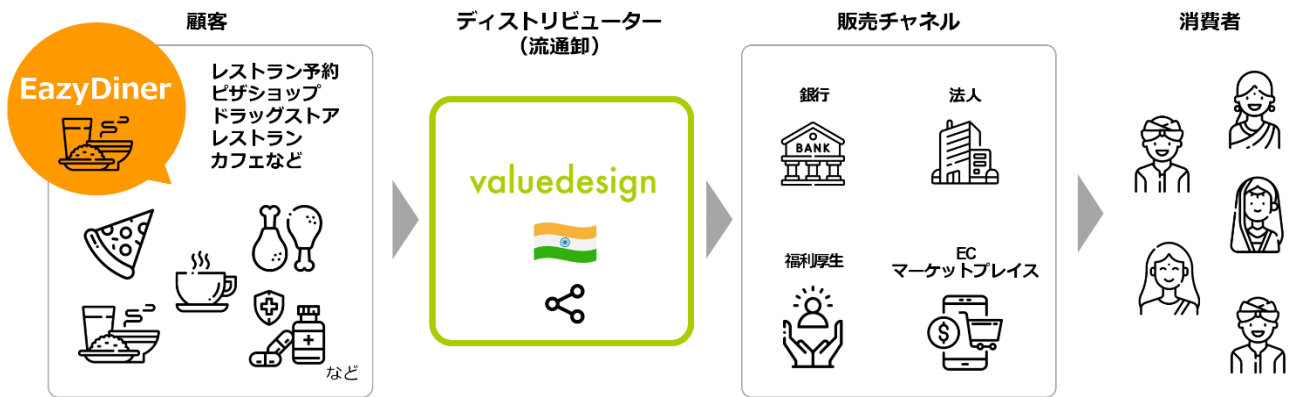 顧客
EazyDiner
レストラン予約
ピザショップ
ドラッグストア
レストラン
カフェなど
など
ディストリビューター
（流通卸）
valuedesign
販売チャネル
銀行
BANK
法人
福利厚生
EC
マーケットプレイス
$
消費者